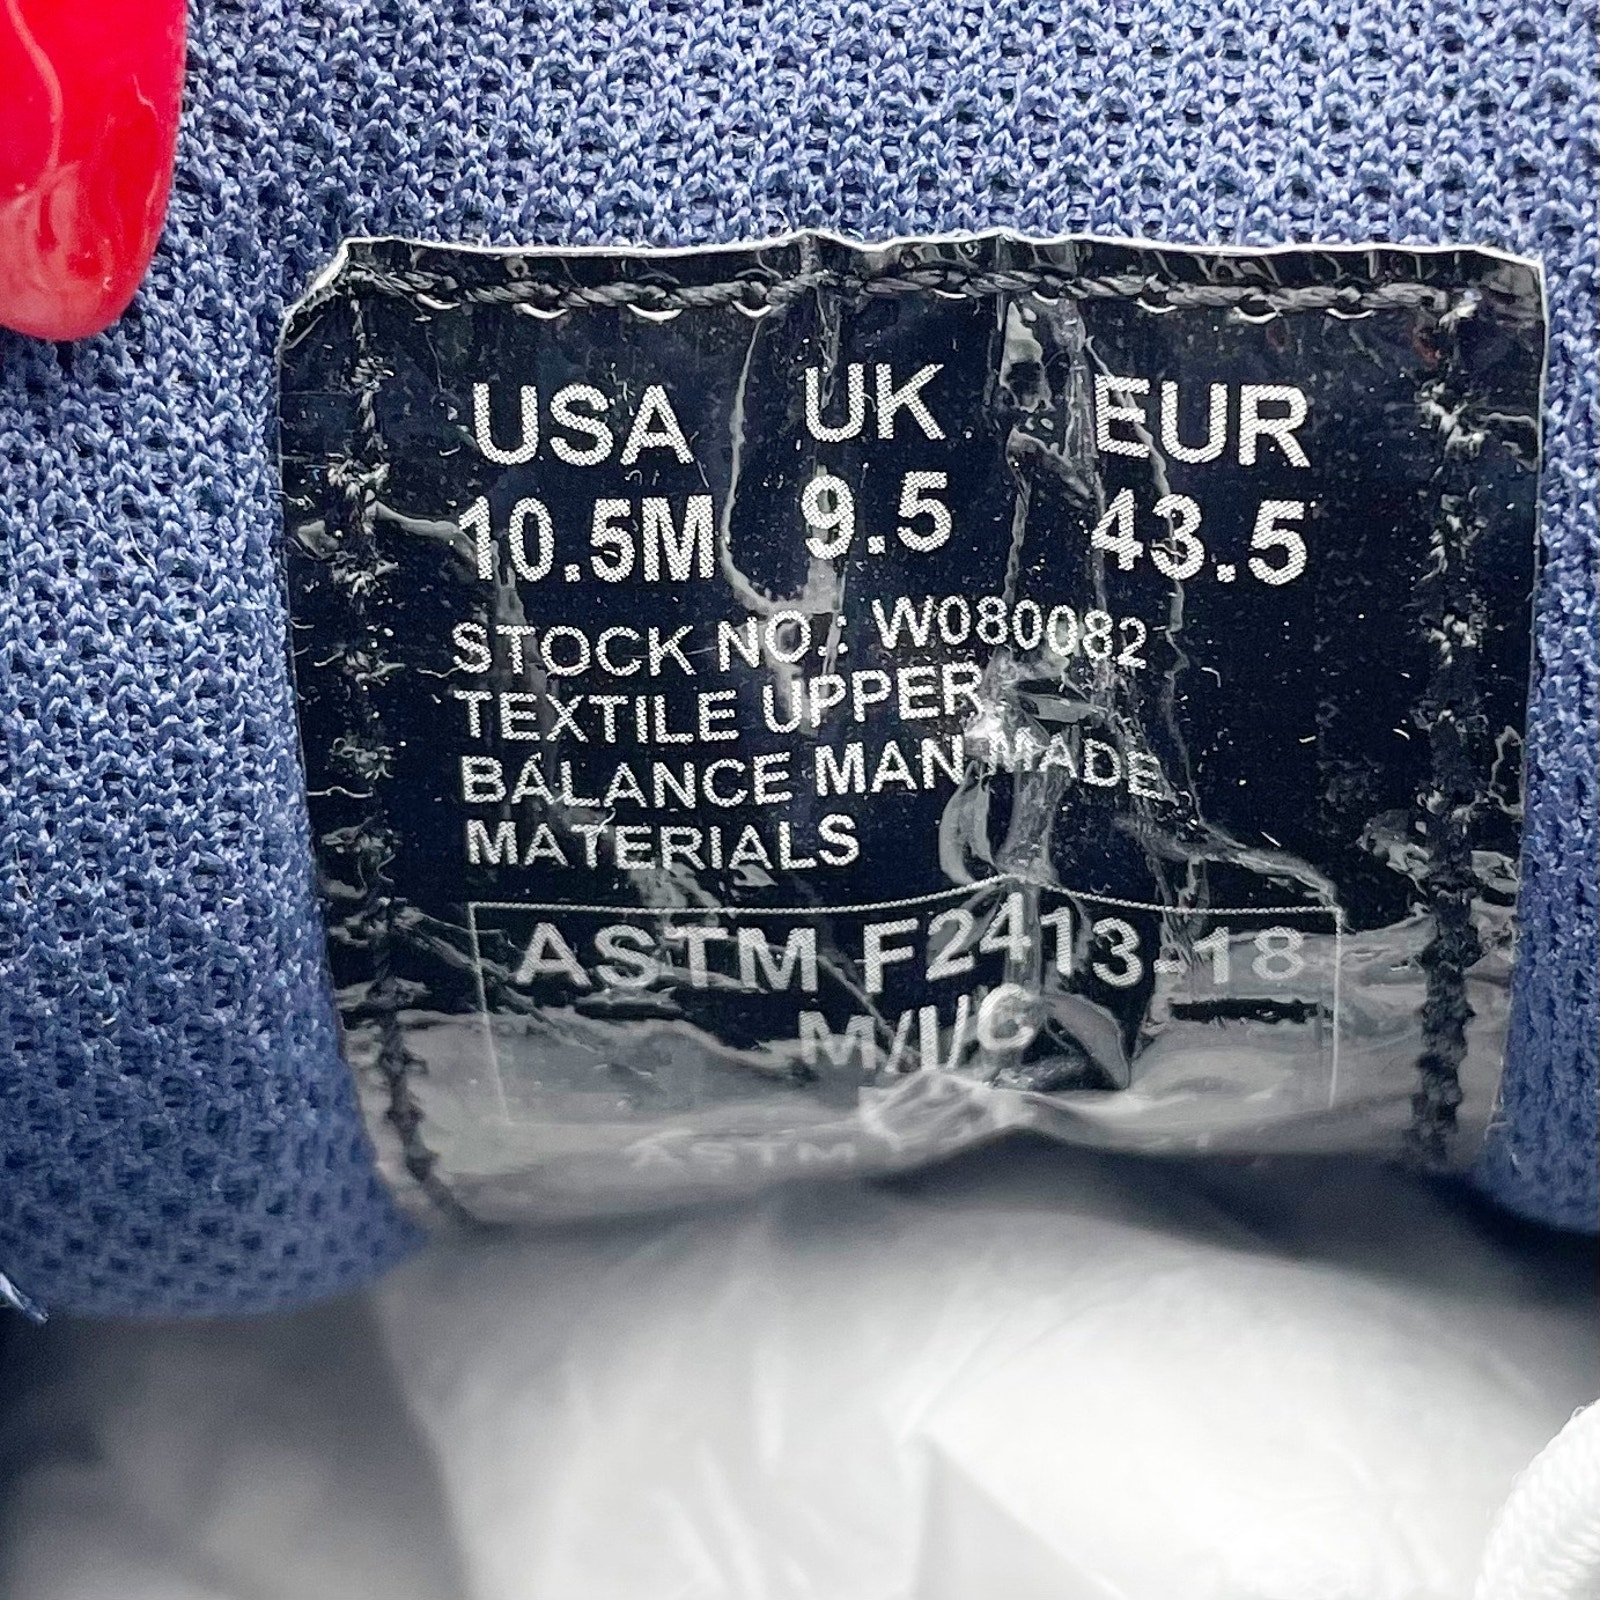 USA UK EUR
10.5M 9.5 43.5
STOCK NO.: W080082
TEXTILE UPPER
BALANCE MAN MADE
MATERIALS
ASTM F2413-18
M/I/C
ASTM